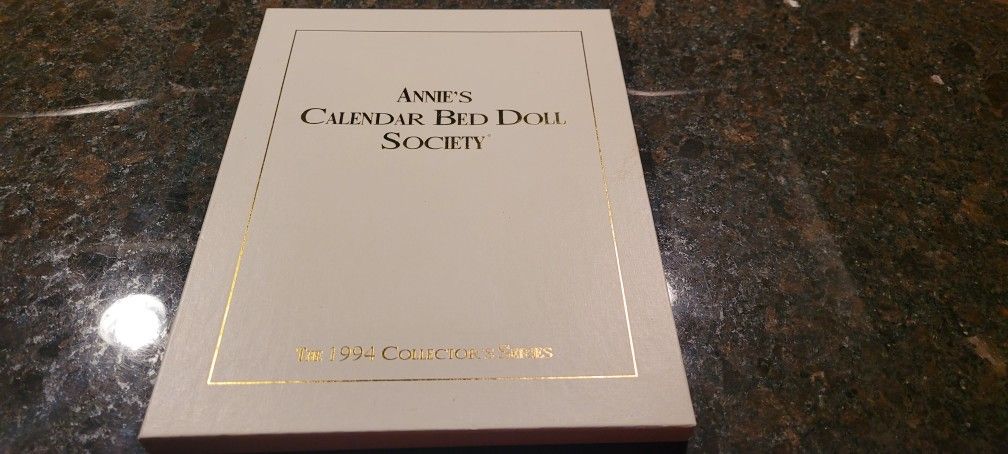 ANNIE'S
CALENDAR BED DOLL
SOCIETY®
THE 1994 COLLECTOR'S SERIES